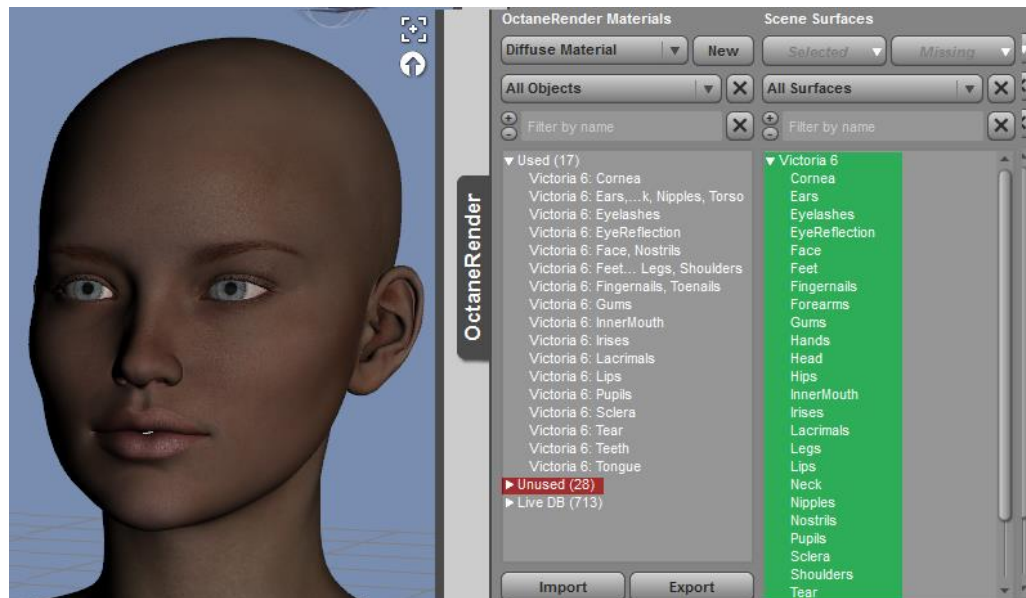 OctaneRender
OctaneRender Materials
Diffuse Material
New
All Objects
Filter by name
Used (17)
Victoria 6: Cornea
Victoria 6: Ears,...k, Nipples, Torso
Victoria 6: Eyelashes
Victoria 6: EyeReflection
Victoria 6: Face, Nostrils
Victoria 6: Feet... Legs, Shoulders
Victoria 6: Fingernails, Toenails
Victoria 6: Gums
Victoria 6: InnerMouth
Victoria 6: Irises
Victoria 6: Lacrimals
Victoria 6: Lips
Victoria 6: Pupils
Victoria 6: Sclera
Victoria 6: Tear
Victoria 6: Teeth
Victoria 6: Tongue
Unused (28)
Live DB (713)
Import
Export
Scene Surfaces
Selected
Missing
All Surfaces
Filter by name
Victoria 6
Cornea
Ears
Eyelashes
EyeReflection
Face
Feet
Fingernails
Forearms
Gums
Hands
Head
Hips
InnerMouth
Irises
Lacrimals
Legs
Lips
Neck
Nipples
Nostrils
Pupils
Sclera
Shoulders
Tear